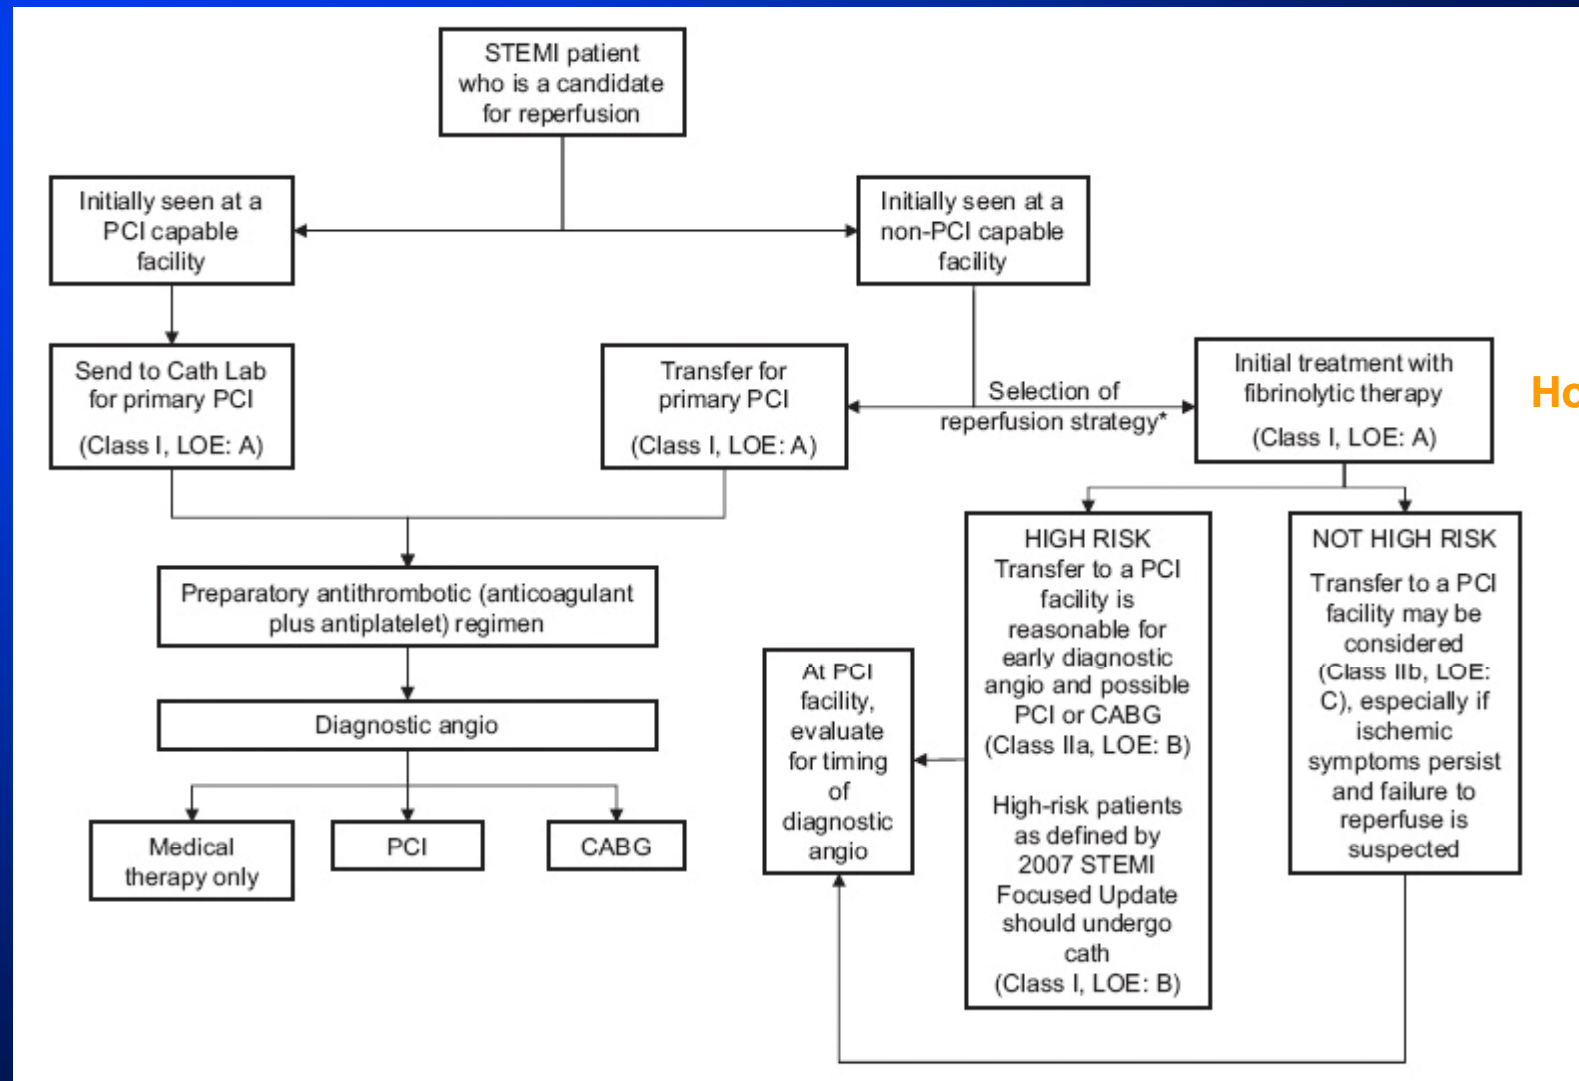 STEMI patient
who is a candidate
for reperfusion
Initially seen at a
PCI capable
facility
Initially seen at a
non-PCI capable
facility
Send to Cath Lab
for primary PCI
(Class I, LOE: A)
Transfer for
primary PCI
(Class I, LOE: A)
Selection of
reperfusion strategy*
Initial treatment with
fibrinolytic therapy
(Class I, LOE: A)
Ho
Preparatory antithrombotic (anticoagulant
plus antiplatelet) regimen
Diagnostic angio
Medical
therapy only
PCI
CABG
At PCI
facility,
evaluate
for timing
of
diagnostic
angio
HIGH RISK
Transfer to a PCI
facility is
reasonable for
early diagnostic
angio and possible
PCI or CABG
(Class IIa, LOE: B)
High-risk patients
as defined by
2007 STEMI
Focused Update
should undergo
cath
(Class I, LOE: B)
NOT HIGH RISK
Transfer to a PCI
facility may be
considered
(Class IIb, LOE:
C), especially if
ischemic
symptoms persist
and failure to
reperfuse is
suspected